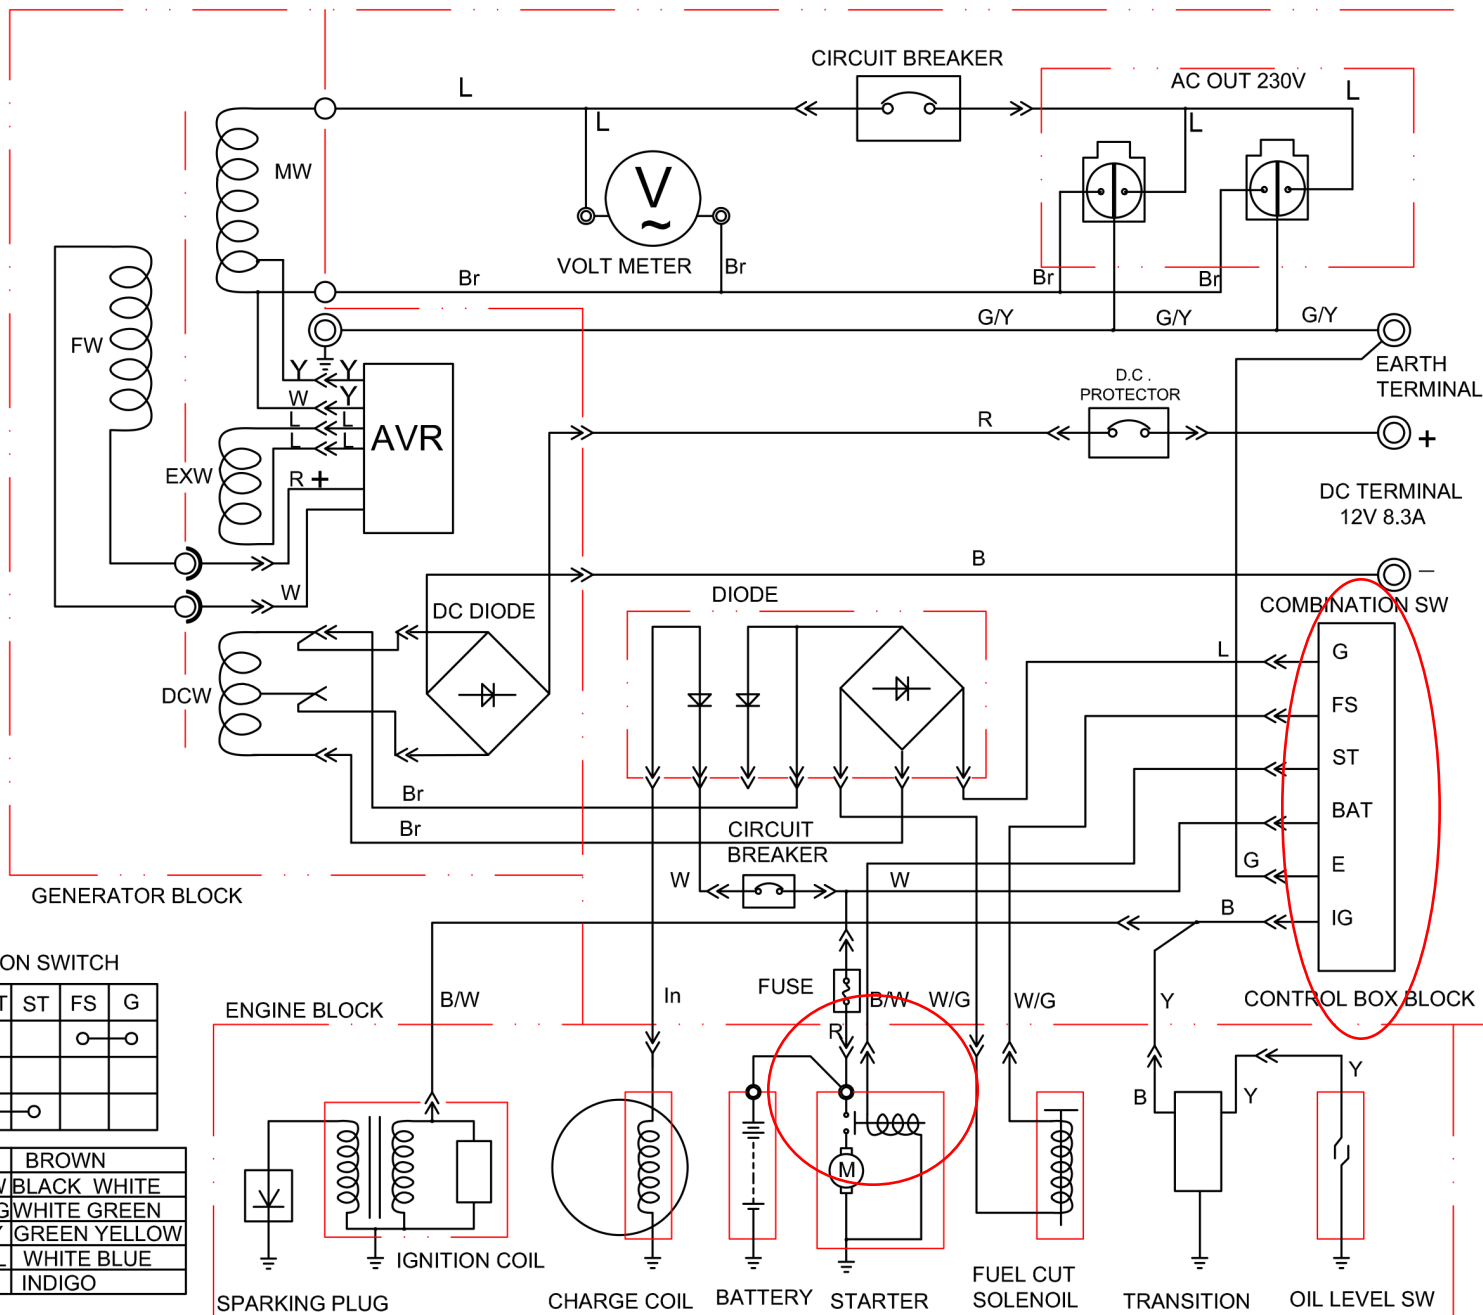 CIRCUIT BREAKER
AC OUT 230V
L
L
L
L
MW
V
~
VOLT METER
Br
Br
Br
Br
FW
G/Y
G/Y
G/Y
EARTH
TERMINAL
Y
Y
W
Y
L
L
L
L
AVR
EXW
R +
W
D.C.
PROTECTOR
R
+
DC TERMINAL
12V 8.3A
B
−
DC DIODE
DIODE
COMBINATION SW
DCW
L
G
FS
ST
BAT
G
E
B
IG
Br
Br
CIRCUIT
BREAKER
W
W
GENERATOR BLOCK
ON SWITCH
T
ST
FS
G
ENGINE BLOCK
B/W
In
FUSE
R
B/W
W/G
W/G
Y
CONTROL BOX BLOCK
B
Y
Y
M
BROWN
W
BLACK WHITE
G
WHITE GREEN
Y
GREEN YELLOW
L
WHITE BLUE
INDIGO
IGNITION COIL
SPARKING PLUG
CHARGE COIL
BATTERY
STARTER
FUEL CUT
SOLENOIL
TRANSITION
OIL LEVEL SW